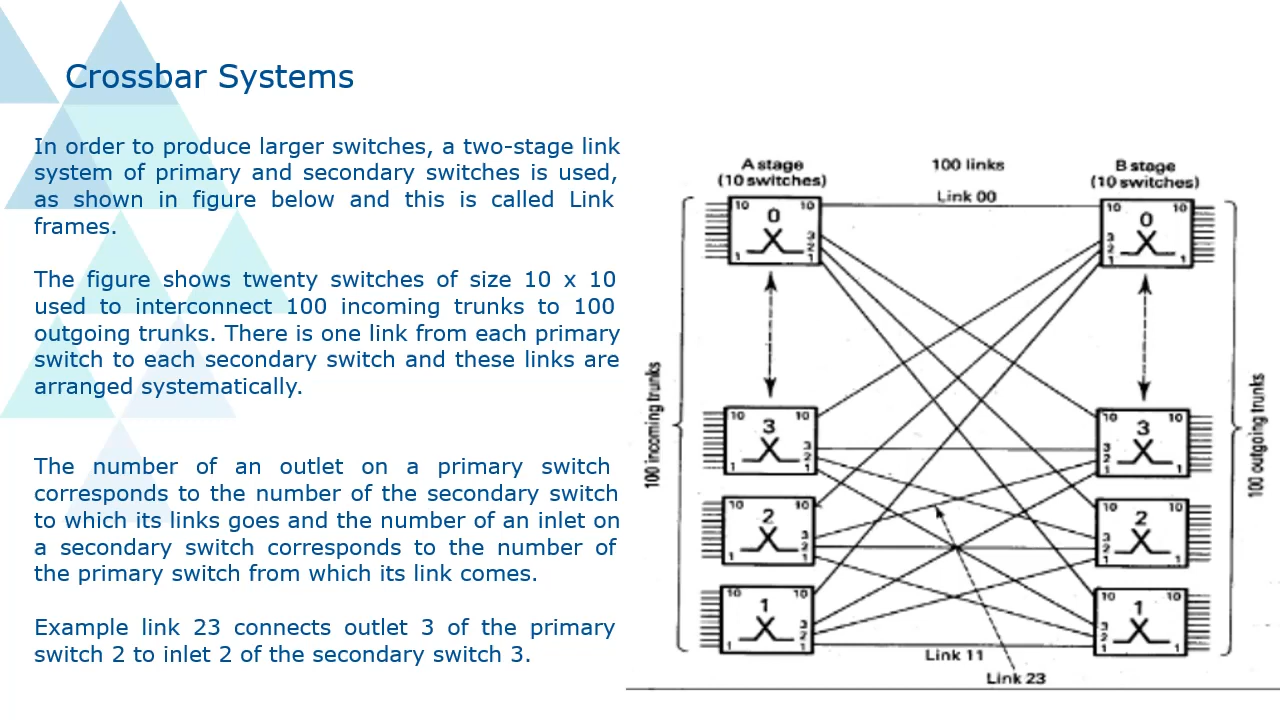 Crossbar Systems
In order to produce larger switches, a two-stage link
system of primary and secondary switches is used,
as shown in figure below and this is called Link
frames.
The figure shows twenty switches of size 10 x 10
used to interconnect 100 incoming trunks to 100
outgoing trunks. There is one link from each primary
switch to each secondary switch and these links are
arranged systematically.
The number of an outlet on a primary switch
corresponds to the number of the secondary switch
to which its links goes and the number of an inlet on
a secondary switch corresponds to the number of
the primary switch from which its link comes.
Example link 23 connects outlet 3 of the primary
switch 2 to inlet 2 of the secondary switch 3.
A stage
(10 switches)
100 links
B stage
(10 switches)
Link 00
10 10
0
3
2
1 1
10 10
0
3
2
1 1
100 incoming trunks
10 10
3
3
2
1 1
10 10
3
3
2
1 1
100 outgoing trunks
10 10
2
3
2
1 1
10 10
2
3
2
1 1
10 10
1
3
2
1 1
10 10
1
3
2
1 1
Link 11
Link 23